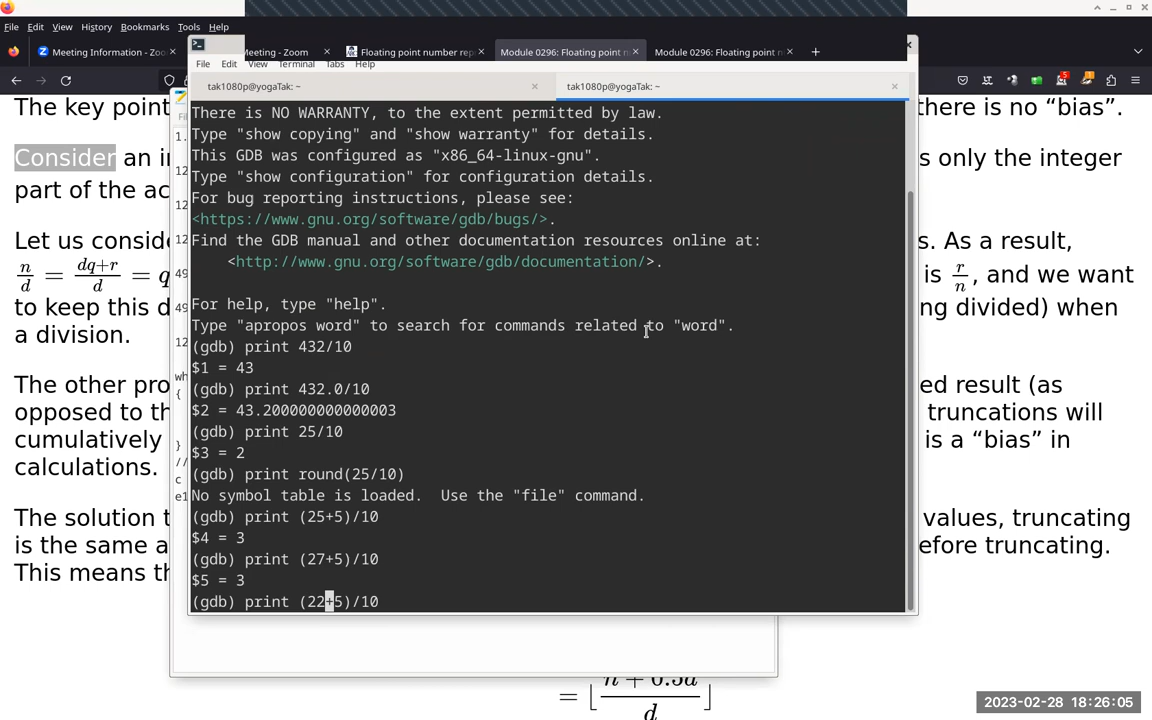 File Edit View History Bookmarks Tools Help
Meeting Information - Zoo
Meeting - Zoom
Floating point number rep
Module 0296: Floating point n
Module 0296: Floating point n
File Edit View Terminal Tabs Help
tak1080p@yogaTak: ~
tak1080p@yogaTak: ~
The key point
there is no “bias”.
Consider an i
s only the integer
part of the ac
Let us consid
s. As a result,
n/d = dq+r/d = q
is r/n, and we want
to keep this d
ng divided) when
a division.
The other pro
ed result (as
opposed to th
truncations will
cumulatively
is a “bias” in
calculations.
The solution t
values, truncating
is the same a
efore truncating.
This means th
There is NO WARRANTY, to the extent permitted by law.
Type "show copying" and "show warranty" for details.
This GDB was configured as "x86_64-linux-gnu".
Type "show configuration" for configuration details.
For bug reporting instructions, please see:
<https://www.gnu.org/software/gdb/bugs/>.
Find the GDB manual and other documentation resources online at:
<http://www.gnu.org/software/gdb/documentation/>.
For help, type "help".
Type "apropos word" to search for commands related to "word".
(gdb) print 432/10
$1 = 43
(gdb) print 432.0/10
$2 = 43.200000000000003
(gdb) print 25/10
$3 = 2
(gdb) print round(25/10)
No symbol table is loaded.  Use the "file" command.
(gdb) print (25+5)/10
$4 = 3
(gdb) print (27+5)/10
$5 = 3
(gdb) print (22+5)/10
= ⌊ n + 0.5d / d ⌋
2023-02-28 18:26:05